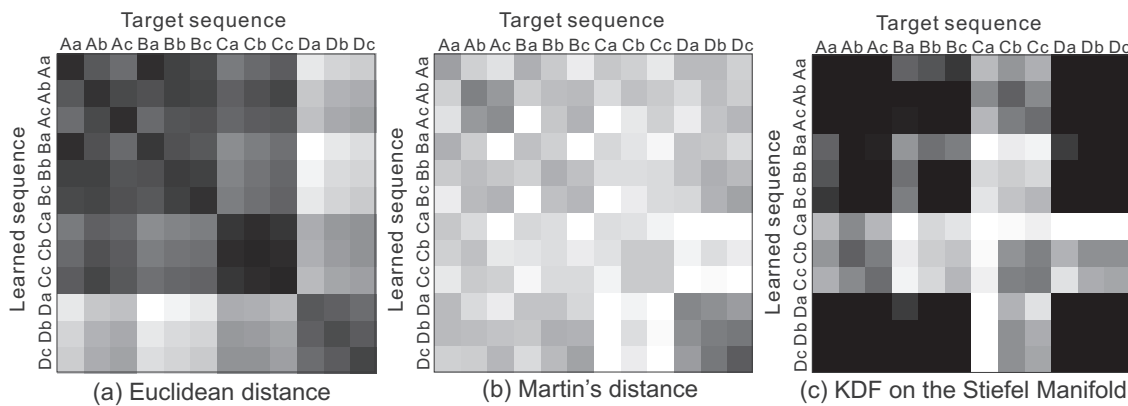 Target sequence
Aa Ab Ac Ba Bb Bc Ca Cb Cc Da Db Dc
Learned sequence
Aa
Ab
Ac
Ba
Bb
Bc
Ca
Cb
Cc
Da
Db
Dc
(a) Euclidean distance
Target sequence
Aa Ab Ac Ba Bb Bc Ca Cb Cc Da Db Dc
Learned sequence
Aa
Ab
Ac
Ba
Bb
Bc
Ca
Cb
Cc
Da
Db
Dc
(b) Martin's distance
Target sequence
Aa Ab Ac Ba Bb Bc Ca Cb Cc Da Db Dc
Learned sequence
Aa
Ab
Ac
Ba
Bb
Bc
Ca
Cb
Cc
Da
Db
Dc
(c) KDF on the Stiefel Manifold